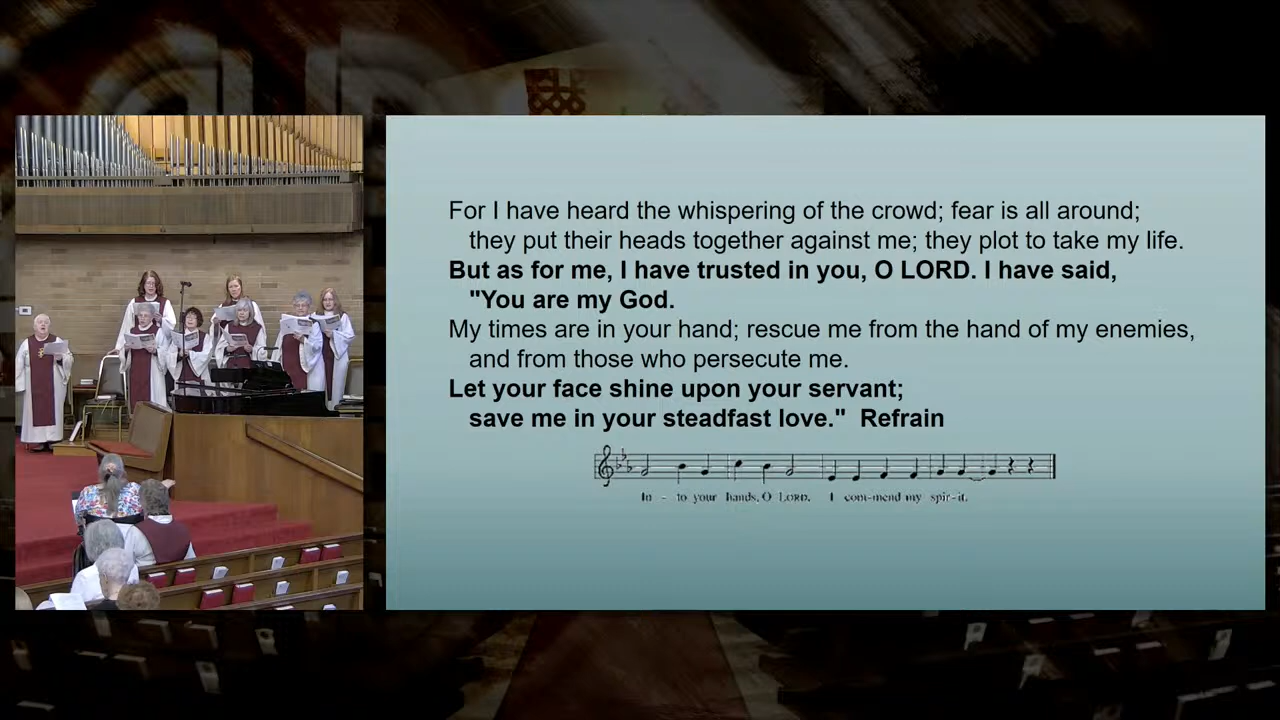 For I have heard the whispering of the crowd; fear is all around;
they put their heads together against me; they plot to take my life.
But as for me, I have trusted in you, O LORD. I have said,
"You are my God.
My times are in your hand; rescue me from the hand of my enemies,
and from those who persecute me.
Let your face shine upon your servant;
save me in your steadfast love." Refrain
In - to your hands, O LORD, I com-mend my spir-it.